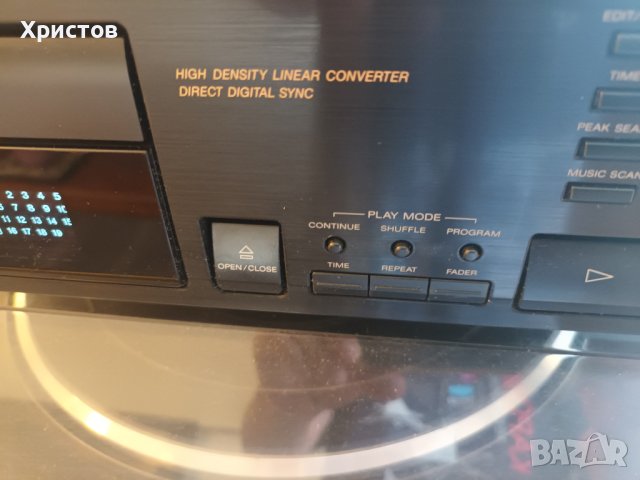 Христов
HIGH DENSITY LINEAR CONVERTER
DIRECT DIGITAL SYNC
TIME
PEAK SEA
MUSIC SCAN
2 3 4 5
7 8 9 10
11 12 13 14 15
17 18 19
PLAY MODE
CONTINUE SHUFFLE PROGRAM
OPEN/CLOSE
TIME REPEAT FADER
BAZAR